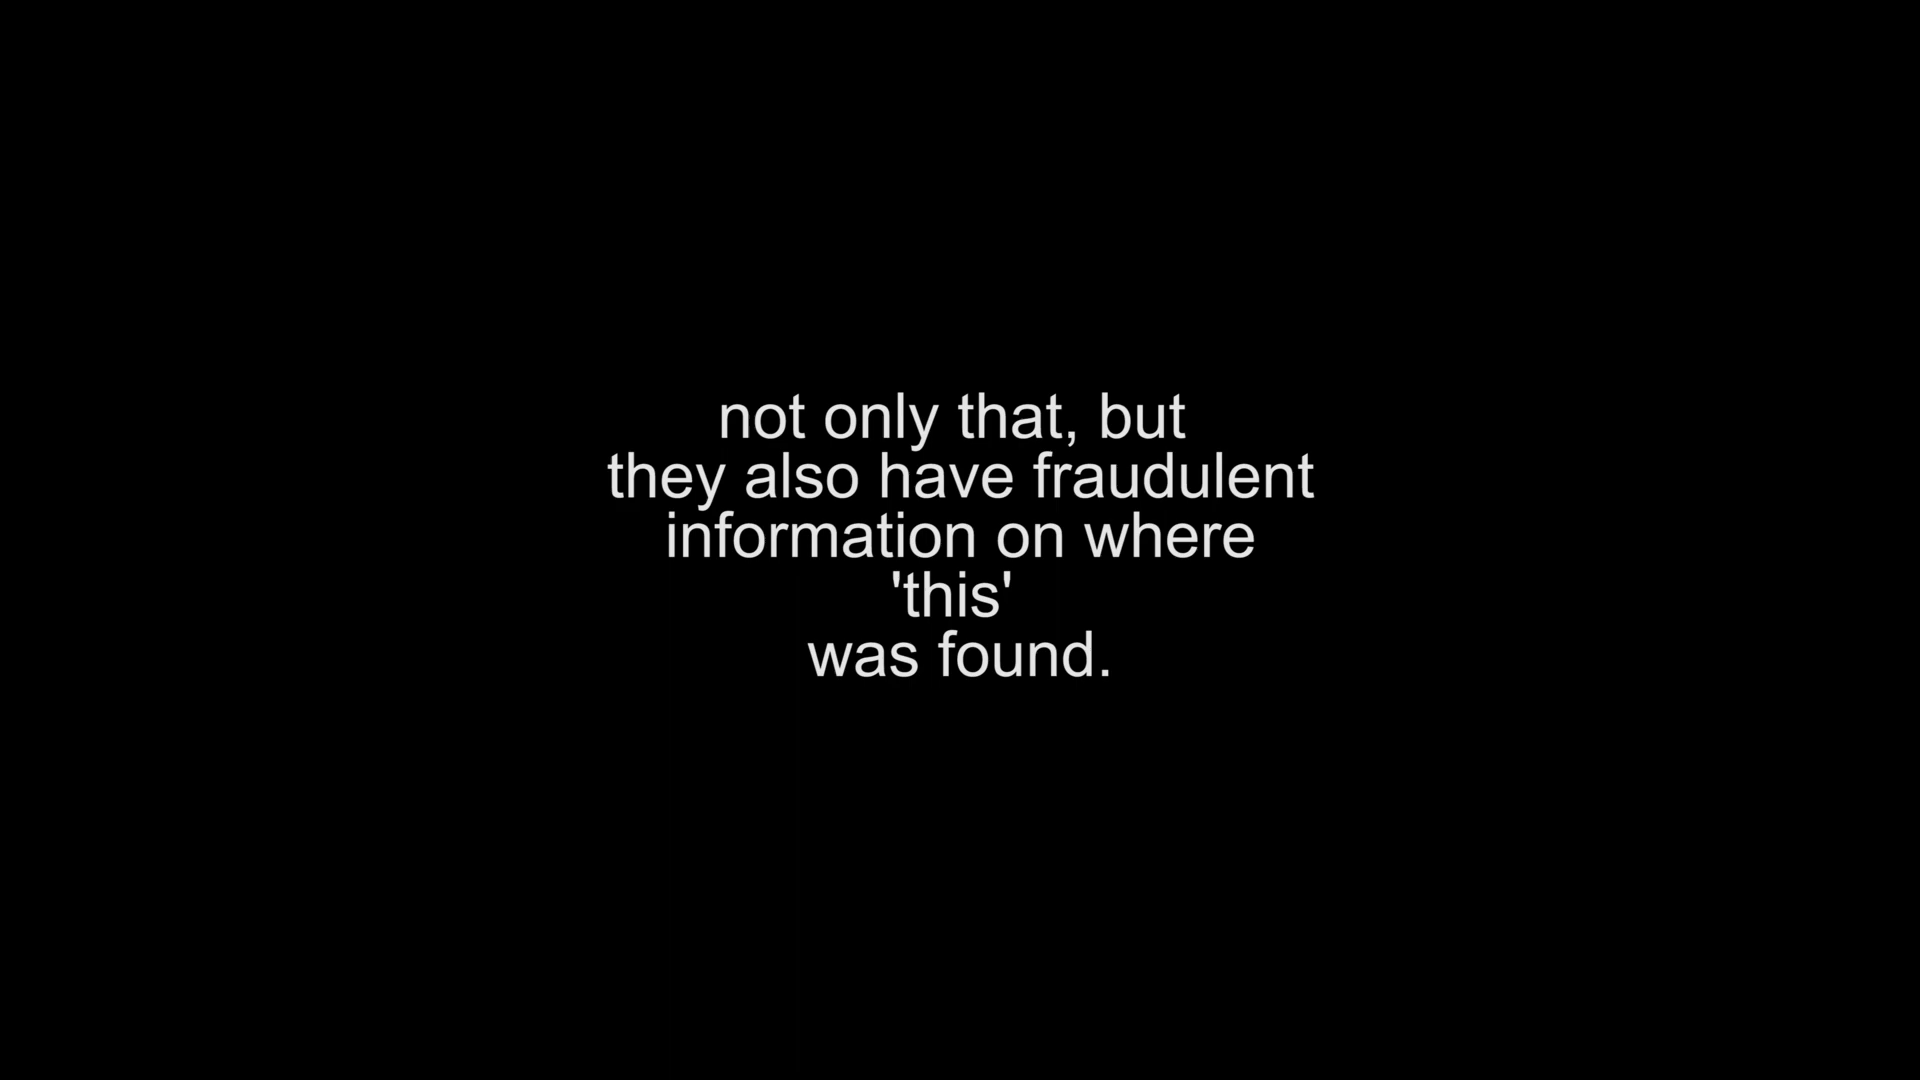 not only that, but
they also have fraudulent
information on where
'this'
was found.